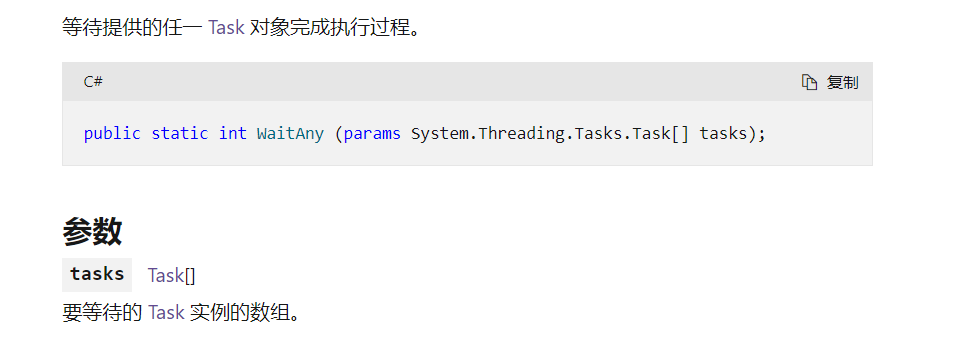 等待提供的任一 Task 对象完成执行过程。
C# 复制
public static int WaitAny (params System.Threading.Tasks.Task[] tasks);
参数
tasks Task[]
要等待的 Task 实例的数组。